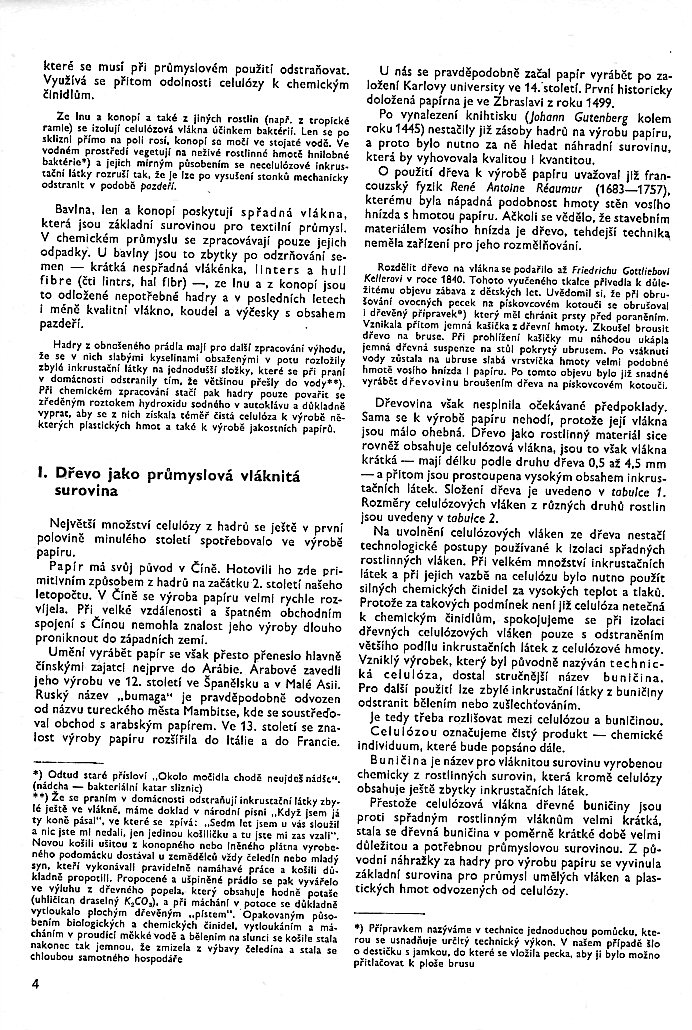 které se musí při průmyslovém použití odstraňovat.
Využívá se přitom odolnosti celulózy k chemickým
činidlům.
Ze lnu a konopí a také z jiných rostlin (např. z tropické
ramie) se izolují celulózová vlákna účinkem bakterií. Len se po
sklizni přímo na poli rosí, konopí se močí ve stojaté vodě. Ve
vodném prostředí vegetují na neživé rostlinné hmotě hnilobné
baktérie*) a jejich mírným působením se necelulózové inkrus-
tační látky rozruší tak, že je lze po vysušení stonků mechanicky
odstranit v podobě pozdeří.
Bavlna, len a konopí poskytují spřadná vlákna,
která jsou základní surovinou pro textilní průmysl.
V chemickém průmyslu se zpracovávají pouze jejich
odpadky. U bavlny jsou to zbytky po odzrňování se-
men — krátká nespřadná vlákénka, linters a hull
fibre (čti lintrs, hal fíbr) —, ze lnu a z konopí jsou
to odložené nepotřebné hadry a v posledních letech
i méně kvalitní vlákno, koudel a výčesky s obsahem
pazdeří.
Hadry z obnošeného prádla mají pro další zpracování výhodu,
že se v nich slabými kyselinami obsaženými v potu rozložily
zbylé inkrustační látky na jednodušší složky, které se při praní
v domácnosti odstranily tím, že většinou přešly do vody**).
Při chemickém zpracování stačí pak hadry pouze povařit se
zředěným roztokem hydroxidu sodného v autoklávu a důkladně
vyprat, aby se z nich získala téměř čistá celulóza k výrobě ně-
kterých plastických hmot a také k výrobě jakostních papírů.
I. Dřevo jako průmyslová vláknitá
surovina
Největší množství celulózy z hadrů se ještě v první
polovině minulého století spotřebovalo ve výrobě
papíru.
Papír má svůj původ v Číně. Hotovili ho zde pri-
mitivním způsobem z hadrů na začátku 2. století našeho
letopočtu. V Číně se výroba papíru velmi rychle roz-
víjela. Při velké vzdálenosti a špatném obchodním
spojení s Čínou nemohla znalost jeho výroby dlouho
proniknout do západních zemí.
Umění vyrábět papír se však přesto přeneslo hlavně
čínskými zajatci nejprve do Arábie. Arabové zavedli
jeho výrobu ve 12. století ve Španělsku a v Malé Asii.
Ruský název „bumaga“ je pravděpodobně odvozen
od názvu tureckého města Mambitse, kde se soustřeďo-
val obchod s arabským papírem. Ve 13. století se zna-
lost výroby papíru rozšířila do Itálie a do Francie.
*) Odtud staré přísloví „Okolo močidla chodě neujdeš nádše“.
(nádcha — bakteriální katar sliznic)
**) Že se praním v domácnosti odstraňují inkrustační látky zby-
lé ještě ve vlákně, máme doklad v národní písni „Když jsem já
ty koně pásal“, v které se zpívá: „Sedm let jsem u vás sloužil
a nic jste mi nedali, jen jedinou košiličku a tu jste mi zas vzali“.
Novou košili ušitou z konopného nebo lněného plátna vyrobe-
ného podomácku dostával u zemědělců vždy čeledín nebo mladý
syn, kteří vykonávali pravidelně namáhavé práce a košili dů-
kladně propotili. Propocené a ušpiněné prádlo se pak vyvářelo
ve výluhu z dřevného popela, který obsahuje hodně potaše
(uhličitan draselný K₂CO₃), a při máchání v potoce se důkladně
vytloukalo plochým dřevěným „pístem“. Opakovaným půso-
bením biologických a chemických činidel, vytloukáním a má-
cháním v proudící měkké vodě a bělením na slunci se košile stala
nakonec tak jemnou, že zmizela z výbavy čeledína a stala se
chloubou samotného hospodáře
4
U nás se pravděpodobně začal papír vyrábět po za-
ložení Karlovy university ve 14. století. První historicky
doložená papírna je ve Zbraslavi z roku 1499.
Po vynalezení knihtisku (Johann Gutenberg kolem
roku 1445) nestačily již zásoby hadrů na výrobu papíru,
a proto bylo nutno za ně hledat náhradní surovinu,
která by vyhovovala kvalitou i kvantitou.
O použití dřeva k výrobě papíru uvažoval již fran-
couzský fyzik René Antoine Réaumur (1683—1757),
kterému byla nápadná podobnost hmoty stěn vosího
hnízda s hmotou papíru. Ačkoli se vědělo, že stavebním
materiálem vosího hnízda je dřevo, tehdejší technika
neměla zařízení pro jeho rozmělňování.
Rozdělit dřevo na vlákna se podařilo až Friedrichu Gottliebovi
Kellerovi v roce 1840. Tohoto vyučeného tkalce přivedla k důle-
žitému objevu zábava z dětských let. Uvědomil si, že při obru-
šování ovocných pecek na pískovcovém kotouči se obrušoval
i dřevěný přípravek*) který měl chránit prsty před poraněním.
Vznikala přitom jemná kašička z dřevní hmoty. Zkoušel brousit
dřevo na bruse. Při prohlížení kašičky mu náhodou ukápla
jemná dřevná suspenze na stůl pokrytý ubrusem. Po vsáknutí
vody zůstala na ubruse slabá vrstvička hmoty velmi podobné
hmotě vosího hnízda i papíru. Po tomto objevu bylo již snadné
vyrábět dřevovinu broušením dřeva na pískovcovém kotouči.
Dřevovina však nesplnila očekávané předpoklady.
Sama se k výrobě papíru nehodí, protože její vlákna
jsou málo ohebná. Dřevo jako rostlinný materiál sice
rovněž obsahuje celulózová vlákna, jsou to však vlákna
krátká — mají délku podle druhu dřeva 0,5 až 4,5 mm
— a přitom jsou prostoupena vysokým obsahem inkrus-
tačních látek. Složení dřeva je uvedeno v tabulce 1.
Rozměry celulózových vláken z různých druhů rostlin
jsou uvedeny v tabulce 2.
Na uvolnění celulózových vláken ze dřeva nestačí
technologické postupy používané k izolaci spřadných
rostlinných vláken. Při velkém množství inkrustačních
látek a při jejich vazbě na celulózu bylo nutno použít
silných chemických činidel za vysokých teplot a tlaků.
Protože za takových podmínek není již celulóza netečná
k chemickým činidlům, spokojujeme se při izolaci
dřevných celulózových vláken pouze s odstraněním
většího podílu inkrustačních látek z celulózové hmoty.
Vzniklý výrobek, který byl původně nazýván technic-
ká celulóza, dostal stručnější název buničina.
Pro další použití lze zbylé inkrustační látky z buničiny
odstranit bělením nebo zušlechťováním.
Je tedy třeba rozlišovat mezi celulózou a buničinou.
Celulózou označujeme čistý produkt — chemické
individuum, které bude popsáno dále.
Buničina je název pro vláknitou surovinu vyrobenou
chemicky z rostlinných surovin, která kromě celulózy
obsahuje ještě zbytky inkrustačních látek.
Přestože celulózová vlákna dřevné buničiny jsou
proti spřadným rostlinným vláknům velmi krátká,
stala se dřevná buničina v poměrně krátké době velmi
důležitou a potřebnou průmyslovou surovinou. Z pů-
vodní náhražky za hadry pro výrobu papíru se vyvinula
základní surovina pro průmysl umělých vláken a plas-
tických hmot odvozených od celulózy.
*) Přípravkem nazýváme v technice jednoduchou pomůcku, kte-
rou se usnadňuje určitý technický výkon. V našem případě šlo
o destičku s jamkou, do které se vložila pecka, aby ji bylo možno
přitlačovat k ploše brusu